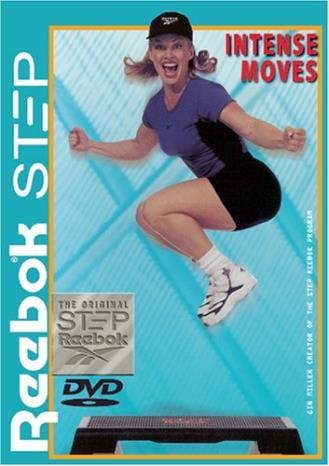 Reebok STEP
INTENSE
MOVES
THE ORIGINAL
STEP
Reebok
DVD
GIN MILLER CREATOR OF THE STEP REEBOK PROGRAM